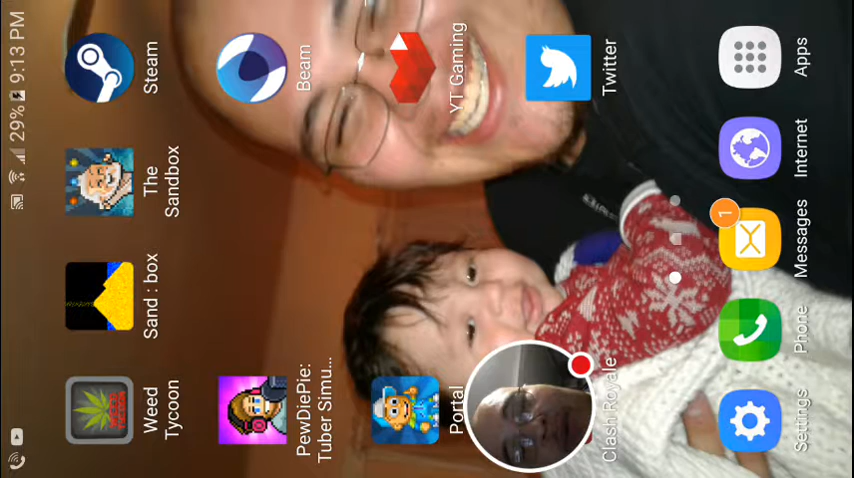 29% 9:13 PM
Weed
Tycoon
Sand : box
The
Sandbox
Steam
PewDiePie:
Tuber Simu...
Beam
Portal
YT Gaming
Clash Royale
Twitter
1
Settings
Phone
Messages
Internet
Apps